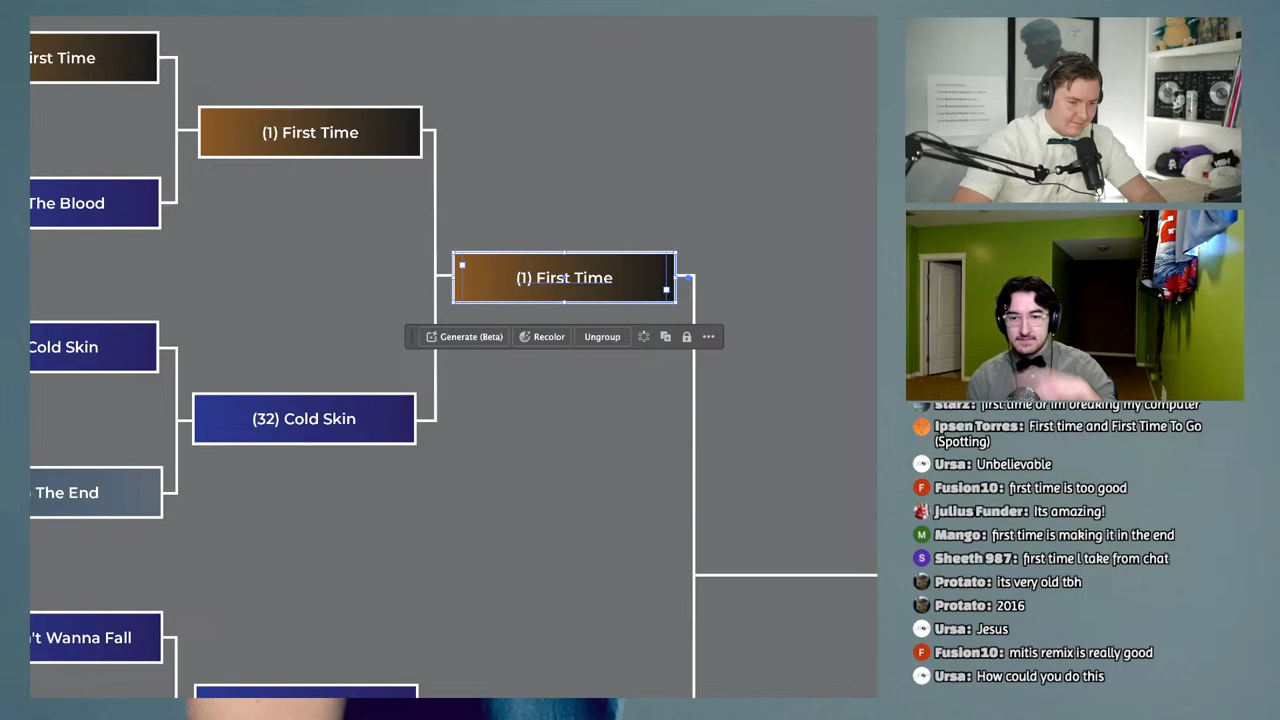 irst Time
(1) First Time
The Blood
(1) First Time
Generate (Beta)
Recolor
Ungroup
Cold Skin
(32) Cold Skin
The End
't Wanna Fall
Starz: first time or im breaking my computer
Ipsen Torres: First time and First Time To Go
(Spotting)
Ursa: Unbelievable
Fusion10: first time is too good
Julius Funder: Its amazing!
Mango: first time is making it in the end
Sheeth 987: first time l take from chat
Protato: its very old tbh
Protato: 2016
Ursa: Jesus
Fusion10: mitis remix is really good
Ursa: How could you do this